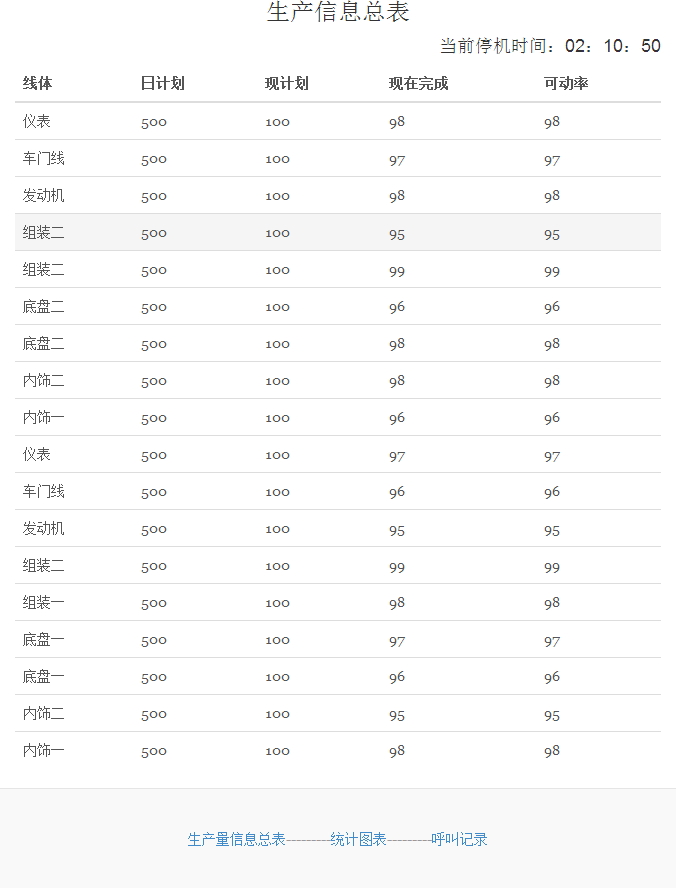 生产信息总表
当前停机时间：02：10：50
线体 日计划 现计划 现在完成 可动率
仪表 500 100 98 98
车门线 500 100 97 97
发动机 500 100 98 98
组装二 500 100 95 95
组装二 500 100 99 99
底盘二 500 100 96 96
底盘二 500 100 98 98
内饰二 500 100 98 98
内饰一 500 100 96 96
仪表 500 100 97 97
车门线 500 100 96 96
发动机 500 100 95 95
组装二 500 100 99 99
组装一 500 100 98 98
底盘一 500 100 97 97
底盘一 500 100 96 96
内饰二 500 100 95 95
内饰一 500 100 98 98
生产量信息总表---------统计图表---------呼叫记录